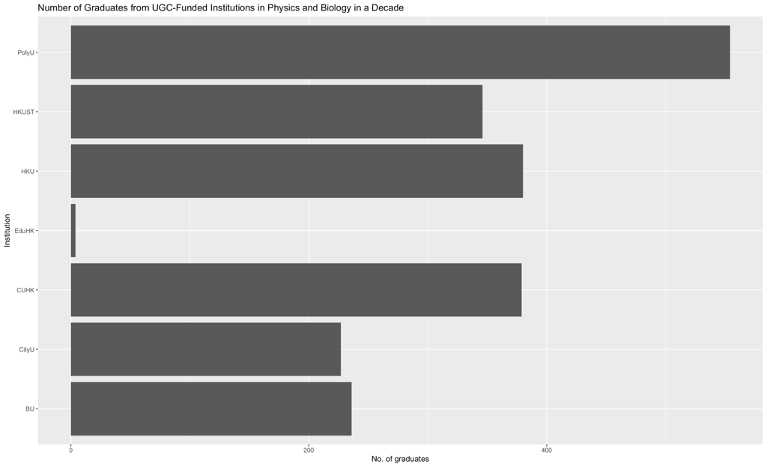 Number of Graduates from UGC-Funded Institutions in Physics and Biology in a Decade
PolyU
HKUST
HKU
EduHK
CUHK
CityU
BU
Institution
0 200 400
No. of graduates